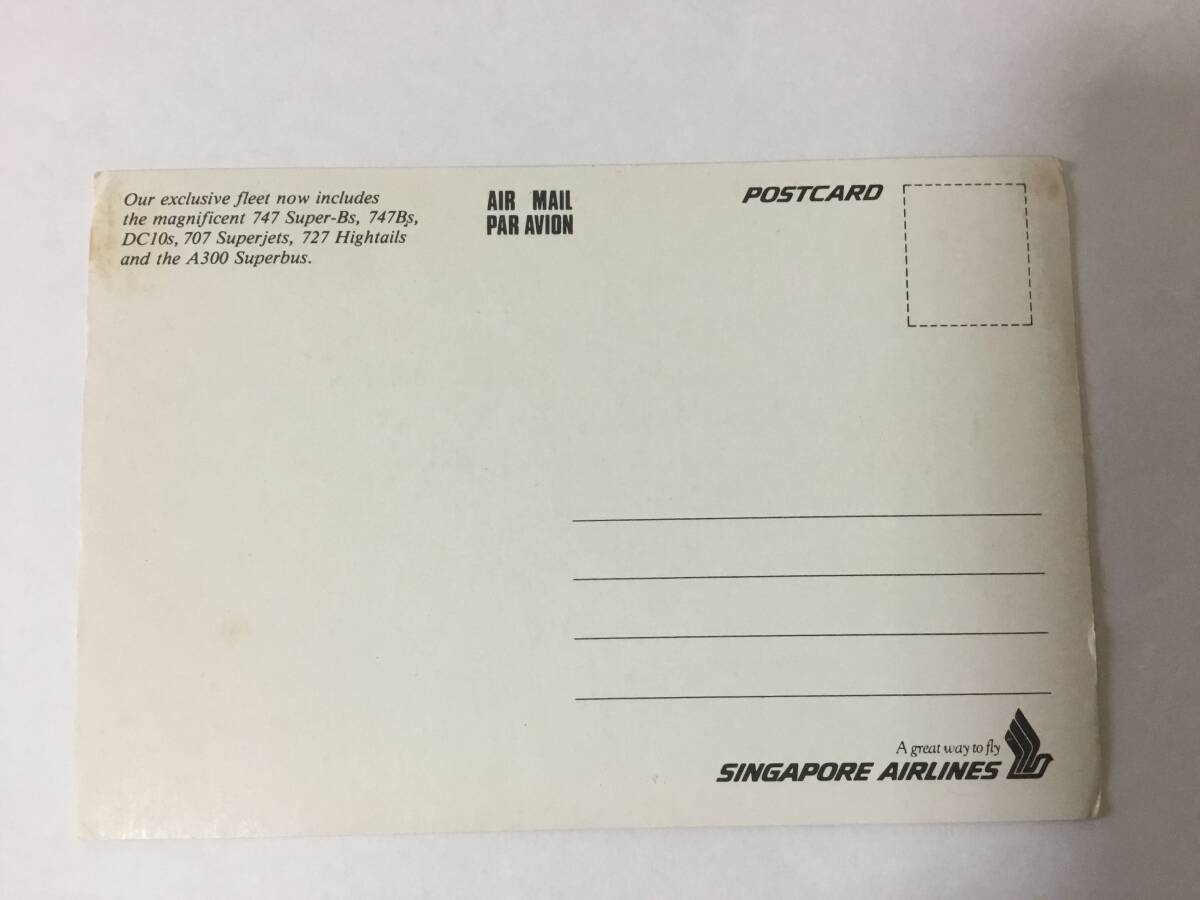 Our exclusive fleet now includes
the magnificent 747 Super-Bs, 747Bs,
DC10s, 707 Superjets, 727 Hightails
and the A300 Superbus.
AIR MAIL
PAR AVION
POSTCARD
A great way to fly
SINGAPORE AIRLINES